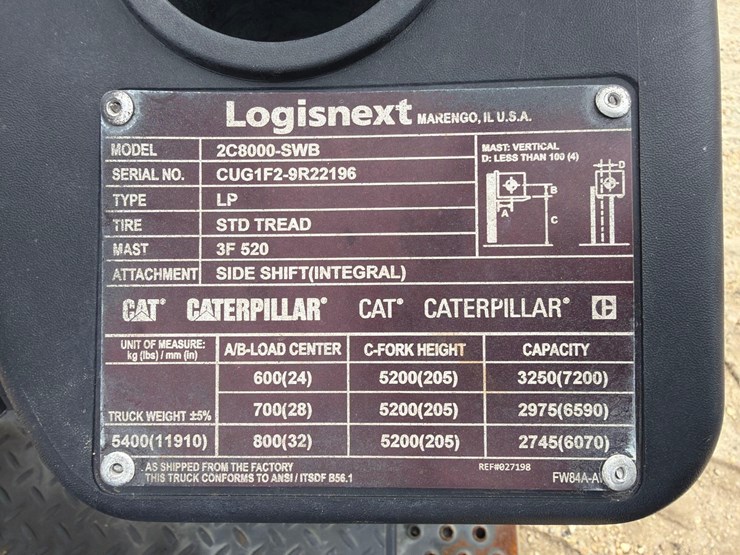 Logisnext MARENGO, IL U.S.A.
MODEL 2C8000-SWB
SERIAL NO. CUG1F2-9R22196
TYPE LP
TIRE STD TREAD
MAST 3F 520
ATTACHMENT SIDE SHIFT(INTEGRAL)
MAST: VERTICAL
D: LESS THAN 100 (4)
A B C D
CAT® CATERPILLAR® CAT® CATERPILLAR® C
UNIT OF MEASURE:
kg (lbs) / mm (in)
A/B-LOAD CENTER C-FORK HEIGHT CAPACITY
600(24) 5200(205) 3250(7200)
TRUCK WEIGHT ±5% 700(28) 5200(205) 2975(6590)
5400(11910) 800(32) 5200(205) 2745(6070)
AS SHIPPED FROM THE FACTORY
THIS TRUCK CONFORMS TO ANSI / ITSDF B56.1
REF#027198